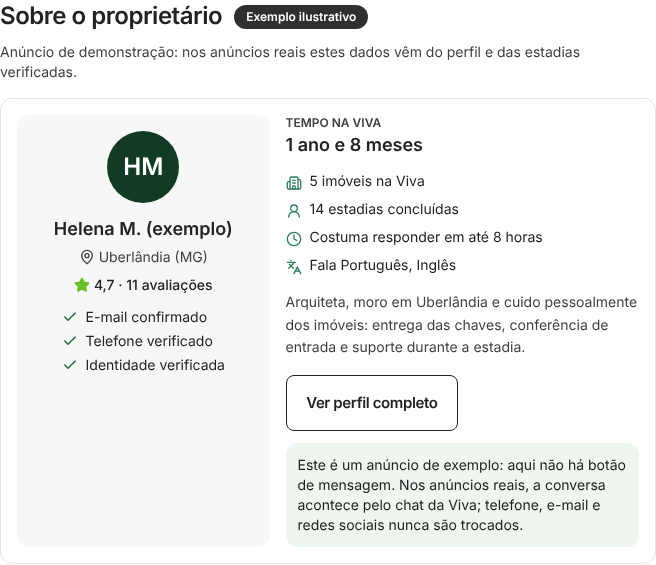 Sobre o proprietário
Exemplo ilustrativo
Anúncio de demonstração: nos anúncios reais estes dados vêm do perfil e das estadias
verificadas.
HM
Helena M. (exemplo)
Uberlândia (MG)
4,7 · 11 avaliações
E-mail confirmado
Telefone verificado
Identidade verificada
TEMPO NA VIVA
1 ano e 8 meses
5 imóveis na Viva
14 estadias concluídas
Costuma responder em até 8 horas
Fala Português, Inglês
Arquiteta, moro em Uberlândia e cuido pessoalmente
dos imóveis: entrega das chaves, conferência de
entrada e suporte durante a estadia.
Ver perfil completo
Este é um anúncio de exemplo: aqui não há botão
de mensagem. Nos anúncios reais, a conversa
acontece pelo chat da Viva; telefone, e-mail e
redes sociais nunca são trocados.